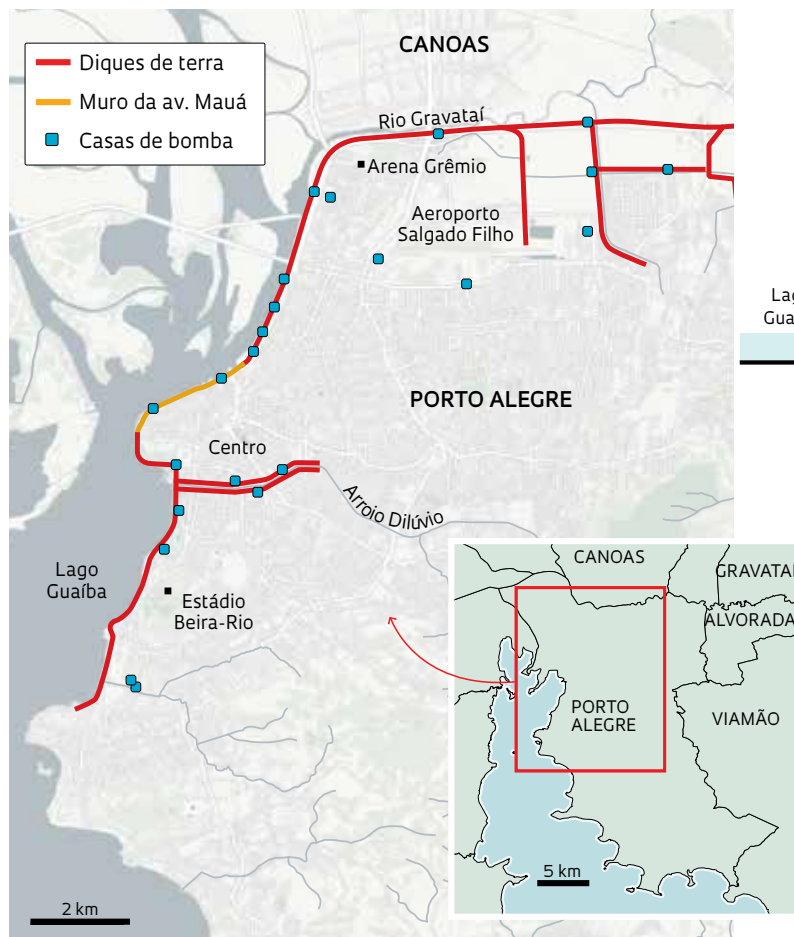 Diques de terra
Muro da av. Mauá
Casas de bomba
CANOAS
Rio Gravataí
Arena Grêmio
Aeroporto
Salgado Filho
PORTO ALEGRE
Centro
Arroio Dilúvio
Lago
Guaíba
Estádio
Beira-Rio
2 km
CANOAS
GRAVATAÍ
ALVORADA
PORTO
ALEGRE
VIAMÃO
5 km